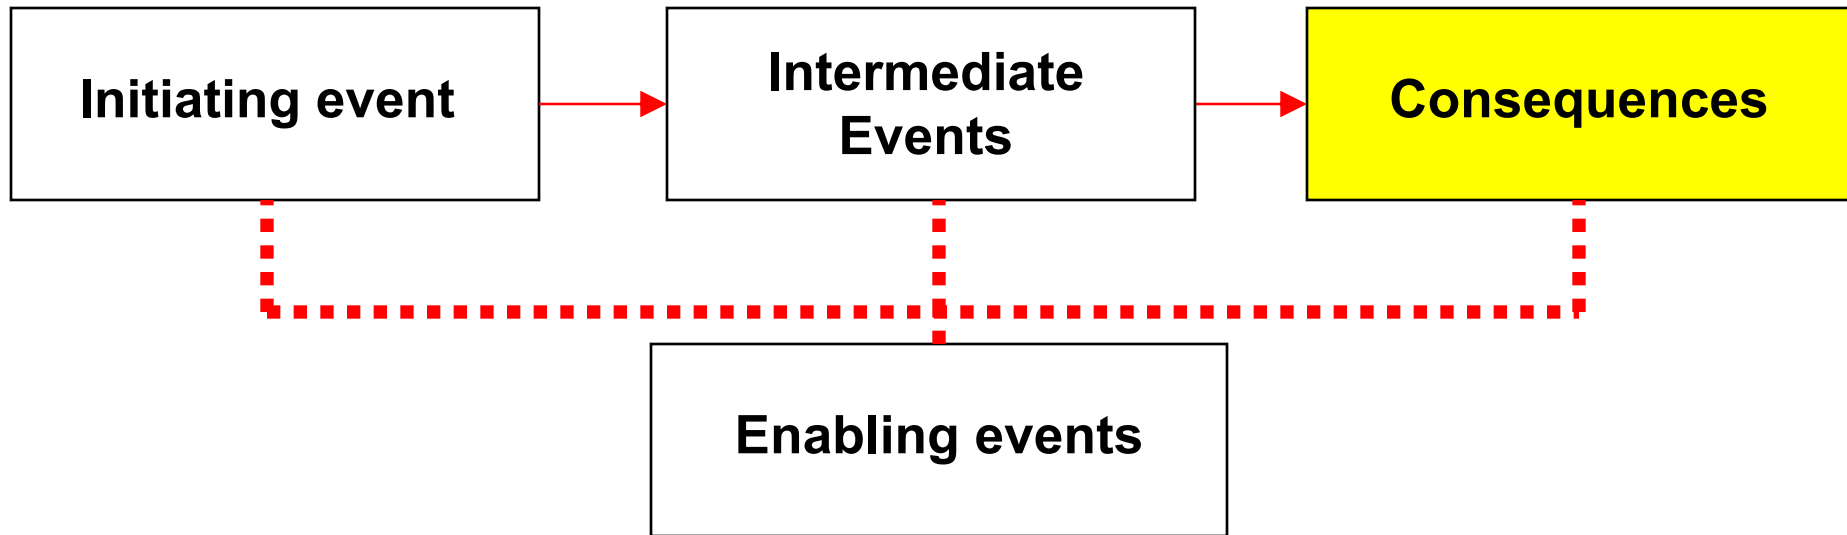 Initiating event
Intermediate
Events
Consequences
Enabling events